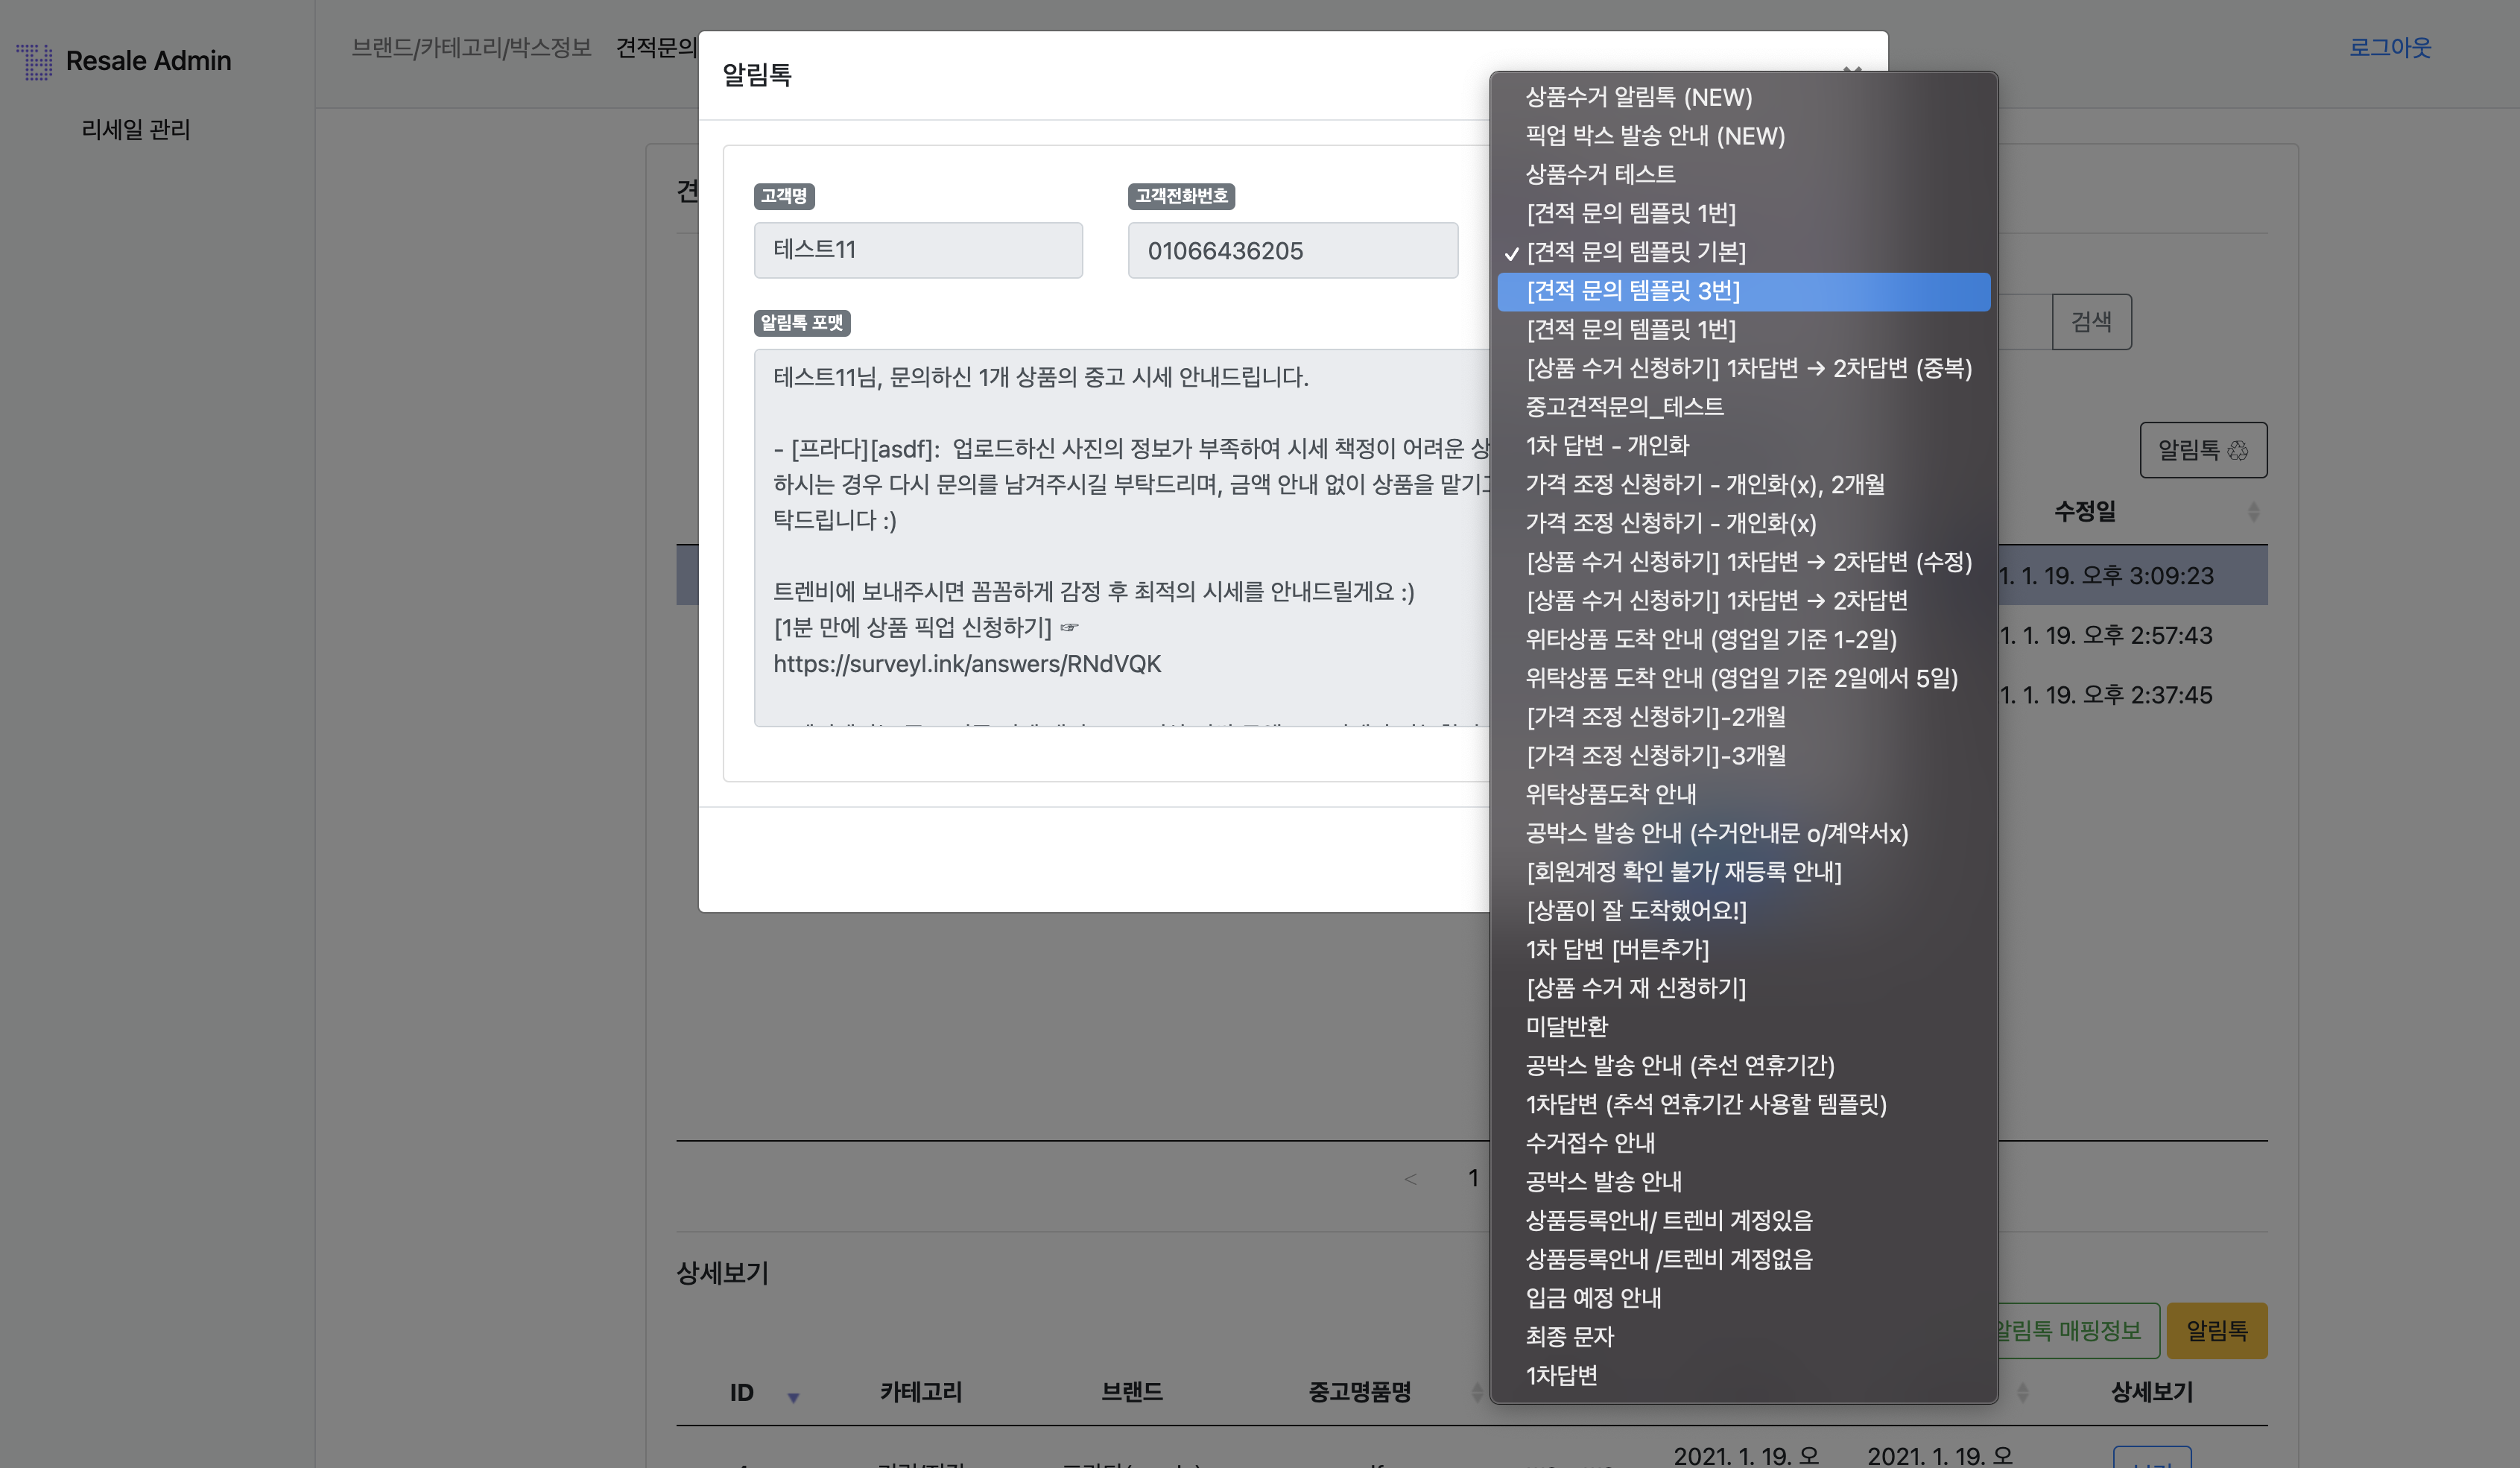 Resale Admin
리세일 관리
브랜드/카테고리/박스정보
견적문의
로그아웃
알림톡
고객명
고객전화번호
테스트11
01066436205
알림톡 포맷
테스트11님, 문의하신 1개 상품의 중고 시세 안내드립니다.
- [프라다][asdf]:  업로드하신 사진의 정보가 부족하여 시세 책정이 어려운 상
하시는 경우 다시 문의를 남겨주시길 부탁드리며, 금액 안내 없이 상품을 맡기고
탁드립니다 :)
트렌비에 보내주시면 꼼꼼하게 감정 후 최적의 시세를 안내드릴게요 :)
[1분 만에 상품 픽업 신청하기] ☞
https://surveyl.ink/answers/RNdVQK
상품수거 알림톡 (NEW)
픽업 박스 발송 안내 (NEW)
상품수거 테스트
[견적 문의 템플릿 1번]
✓ [견적 문의 템플릿 기본]
[견적 문의 템플릿 3번]
[견적 문의 템플릿 1번]
[상품 수거 신청하기] 1차답변 → 2차답변 (중복)
중고견적문의_테스트
1차 답변 - 개인화
가격 조정 신청하기 - 개인화(x), 2개월
가격 조정 신청하기 - 개인화(x)
[상품 수거 신청하기] 1차답변 → 2차답변 (수정)
[상품 수거 신청하기] 1차답변 → 2차답변
위타상품 도착 안내 (영업일 기준 1-2일)
위탁상품 도착 안내 (영업일 기준 2일에서 5일)
[가격 조정 신청하기]-2개월
[가격 조정 신청하기]-3개월
위탁상품도착 안내
공박스 발송 안내 (수거안내문 o/계약서x)
[회원계정 확인 불가/ 재등록 안내]
[상품이 잘 도착했어요!]
1차 답변 [버튼추가]
[상품 수거 재 신청하기]
미달반환
공박스 발송 안내 (추선 연휴기간)
1차답변 (추석 연휴기간 사용할 템플릿)
수거접수 안내
공박스 발송 안내
상품등록안내/ 트렌비 계정있음
상품등록안내 /트렌비 계정없음
입금 예정 안내
최종 문자
1차답변
견
검색
알림톡 ♲
수정일
1. 1. 19. 오후 3:09:23
1. 1. 19. 오후 2:57:43
1. 1. 19. 오후 2:37:45
< 1
상세보기
알림톡 매핑정보
알림톡
ID 카테고리 브랜드 중고명품명 상세보기
2021. 1. 19. 오 2021. 1. 19. 오